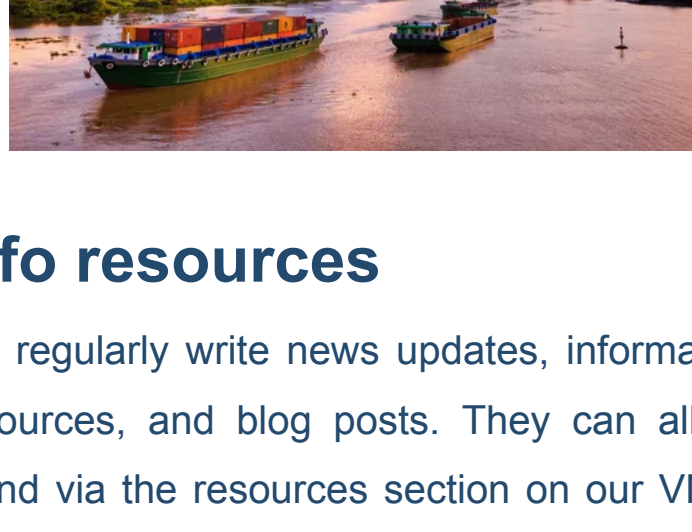 fo resources
regularly write news updates, informa
ources, and blog posts. They can al
nd via the resources section on our